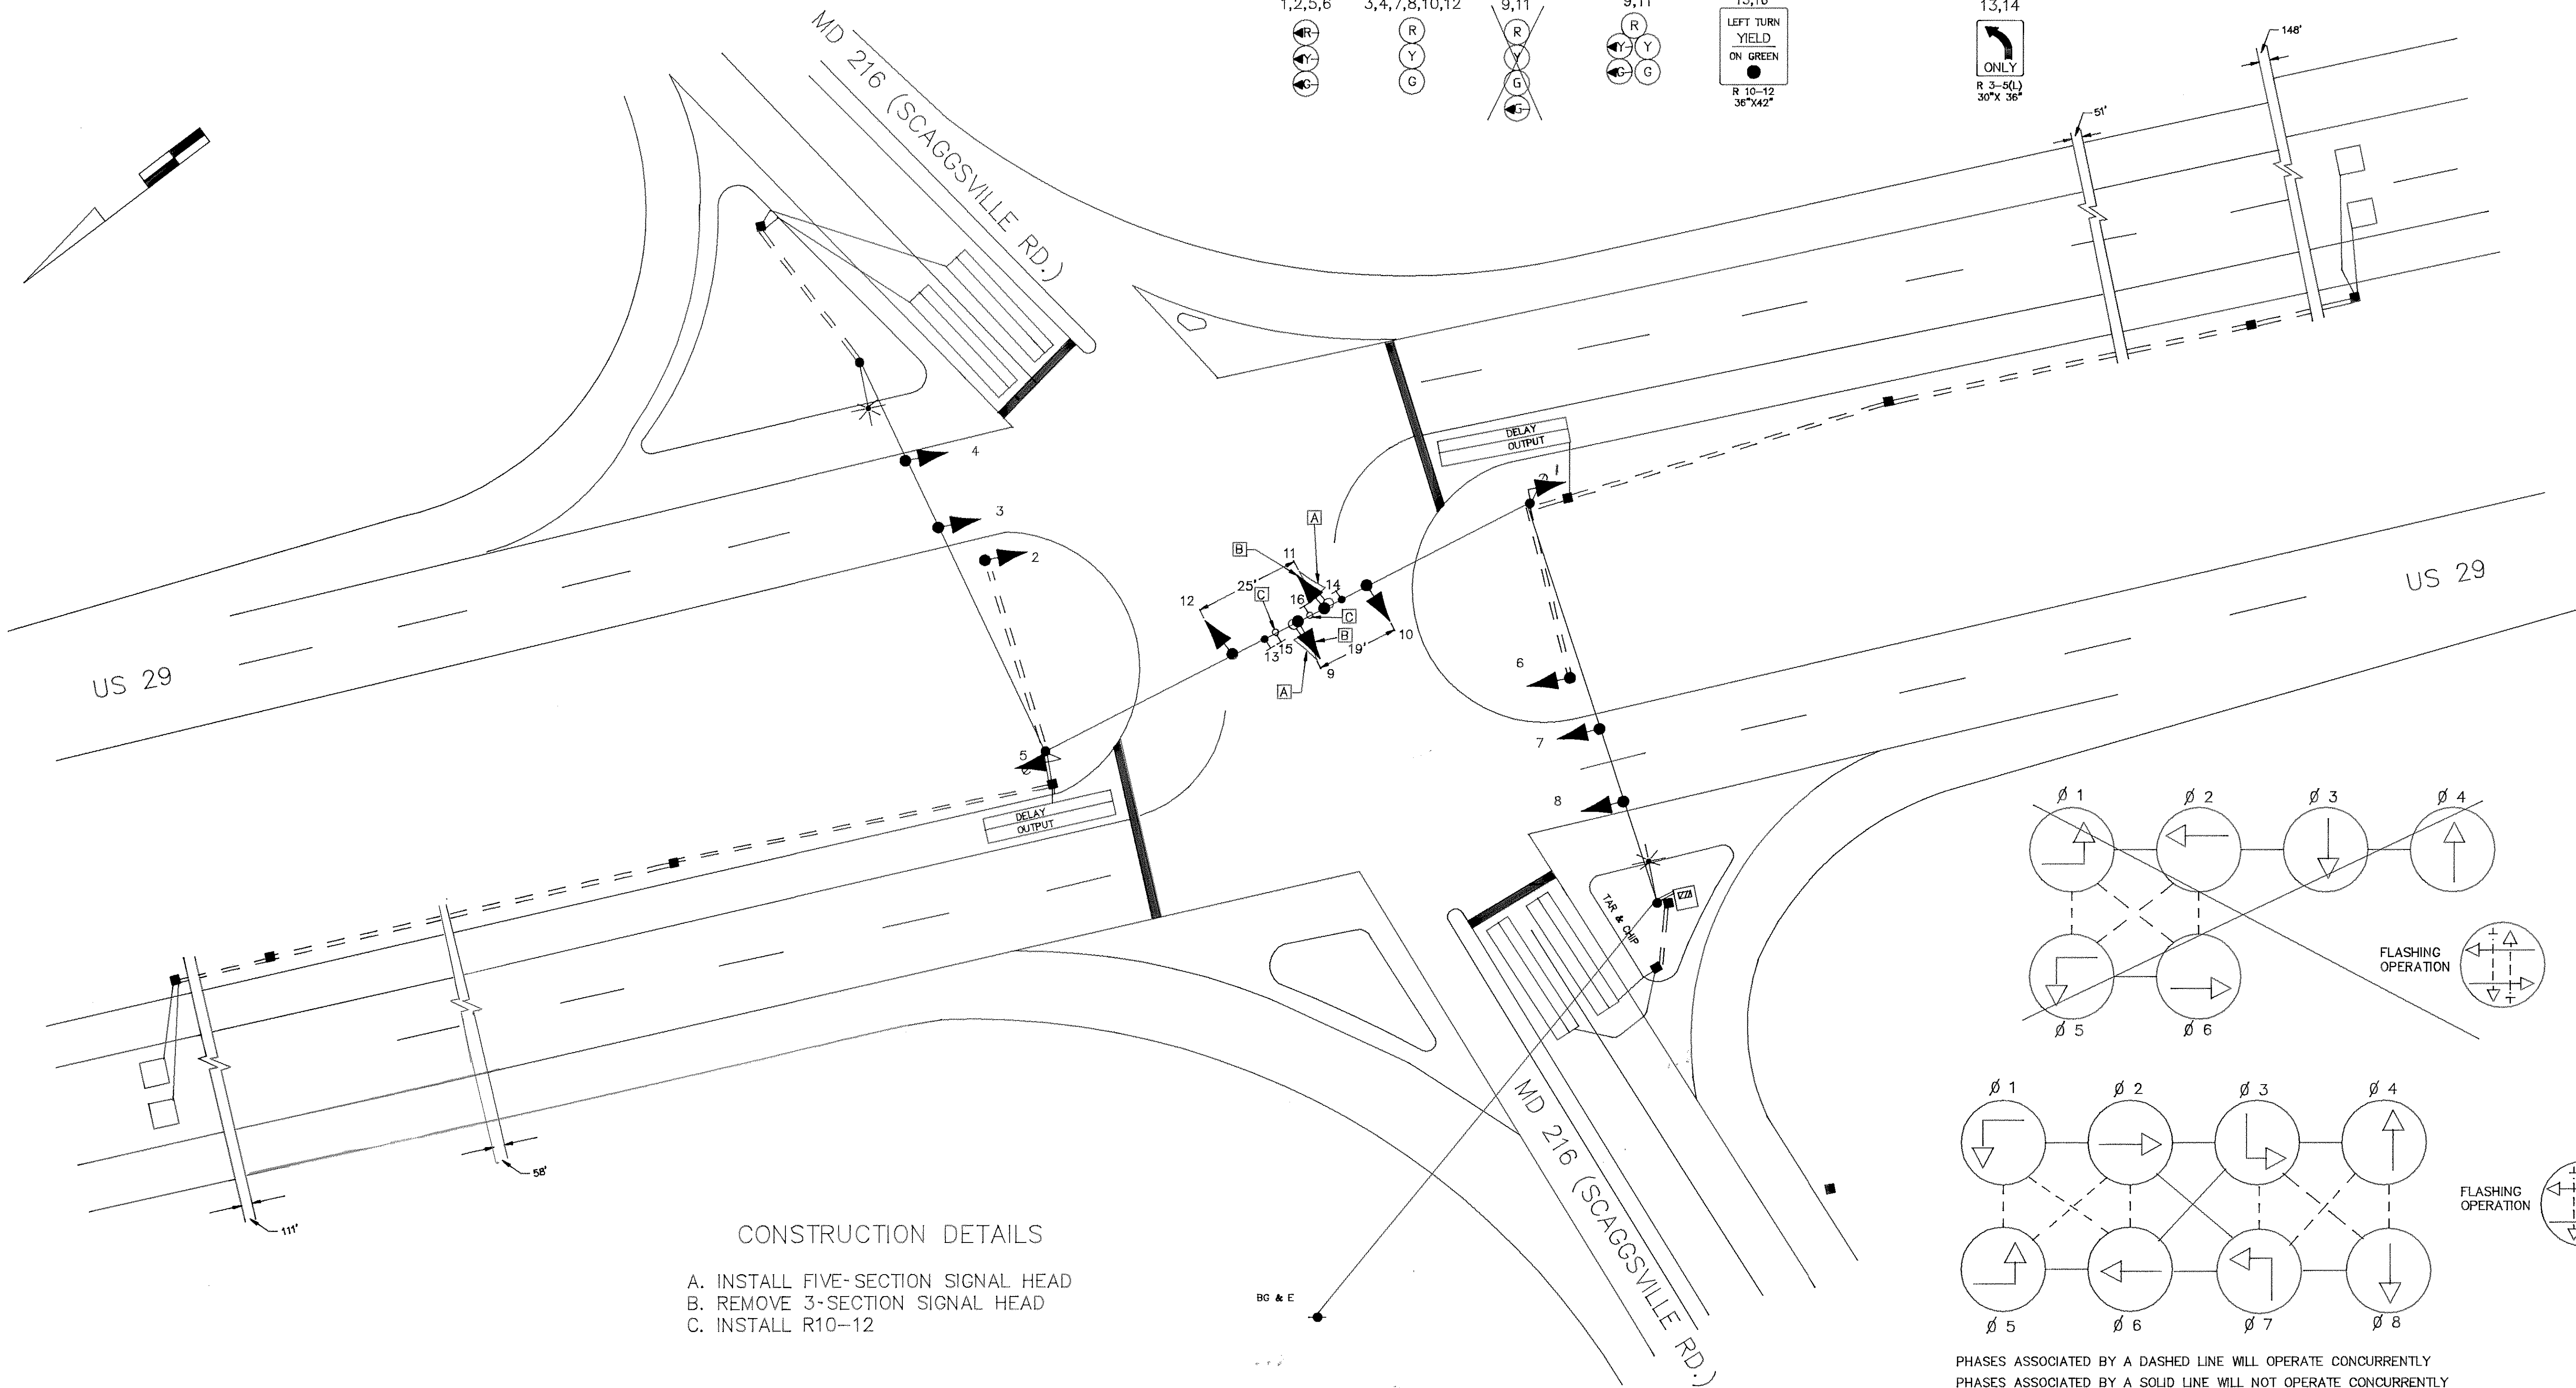 1,2,5,6
3,4,7,8,10,12
9,11
9,11
13,14
R
Y
G
R
Y
G
R
Y
G
G
R
Y Y
G G
LEFT TURN
YIELD
ON GREEN
R 10-12
36"X42"
ONLY
R 3-5(L)
30"X 36"
148'
51'
MD 216 (SCAGGSVILLE RD.)
DELAY
OUTPUT
4
3
2
1
A
B
11
25'
C
14
12
16
C
B
10
13
15
19'
9
A
6
7
8
5
US 29
US 29
DELAY
OUTPUT
TAR & CHIP
58'
111'
MD 216 (SCAGGSVILLE RD.)
BG & E
Ø 1
Ø 2
Ø 3
Ø 4
Ø 5
Ø 6
FLASHING
OPERATION
Ø 1
Ø 2
Ø 3
Ø 4
Ø 5
Ø 6
Ø 7
Ø 8
FLASHING
OPERATION
CONSTRUCTION DETAILS
A. INSTALL FIVE-SECTION SIGNAL HEAD
B. REMOVE 3-SECTION SIGNAL HEAD
C. INSTALL R10-12
PHASES ASSOCIATED BY A DASHED LINE WILL OPERATE CONCURRENTLY
PHASES ASSOCIATED BY A SOLID LINE WILL NOT OPERATE CONCURRENTLY